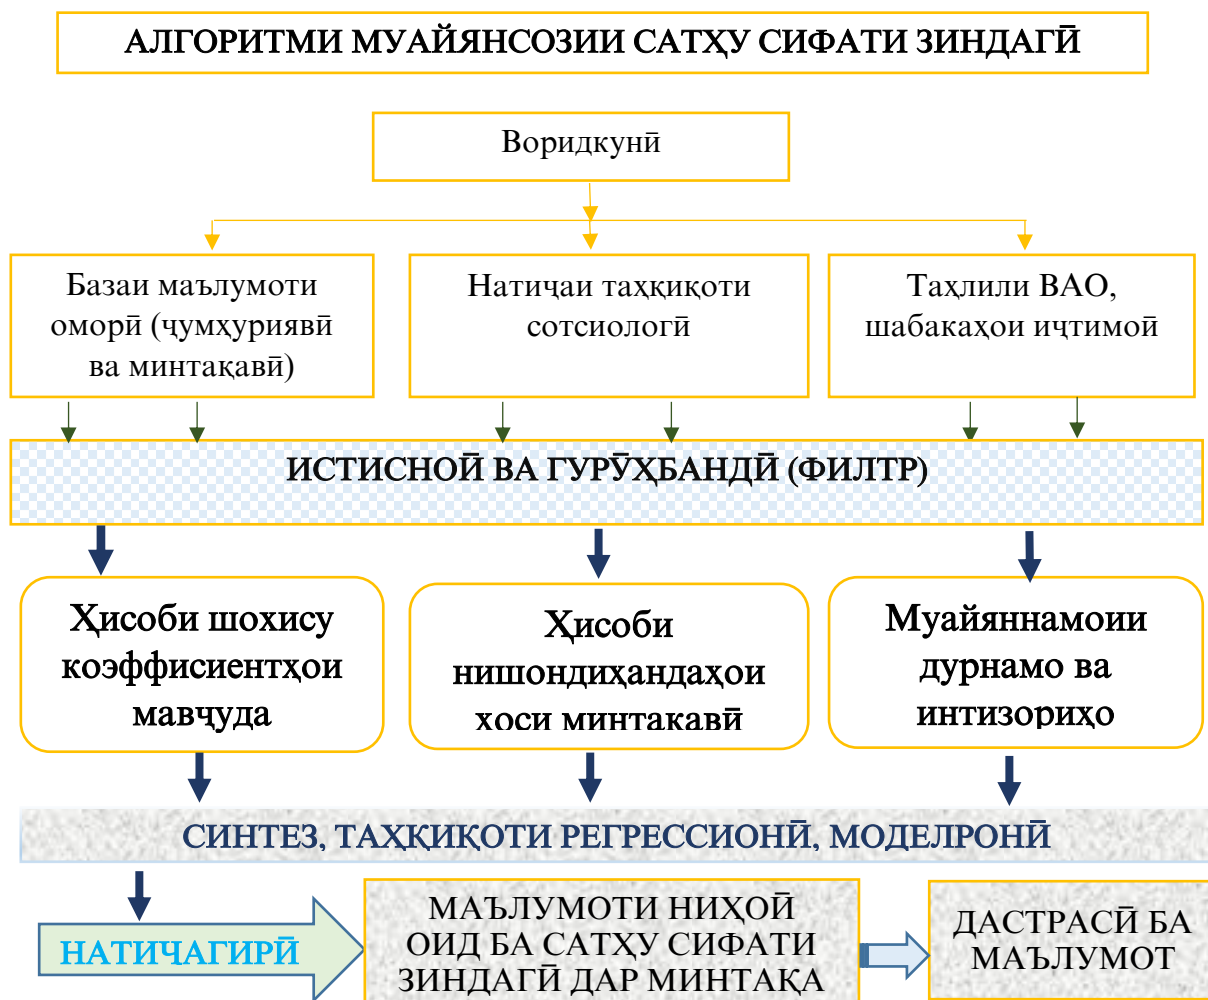 АЛГОРИТМИ МУАЙЯНСОЗИИ САТҲУ СИФАТИ ЗИНДАГӢ
Воридкунӣ
Базаи маълумоти
оморӣ (ҷумҳуриявӣ
ва минтақавӣ)
Натиҷаи таҳқиқоти
сотсиологӣ
Таҳлили ВАО,
шабакаҳои иҷтимоӣ
ИСТИСНОӢ ВА ГУРӮҲБАНДӢ (ФИЛТР)
Ҳисоби шохису
коэффисиентҳои
мавҷуда
Ҳисоби
нишондиҳандаҳои
хоси минтақавӣ
Муайяннамоии
дурнамо ва
интизориҳо
СИНТЕЗ, ТАҲҚИҚОТИ РЕГРЕССИОНӢ, МОДЕЛРОНӢ
НАТИҶАГИРӢ
МАЪЛУМОТИ НИҲОӢ
ОИД БА САТҲУ СИФАТИ
ЗИНДАГӢ ДАР МИНТАҚА
ДАСТРАСӢ БА
МАЪЛУМОТ